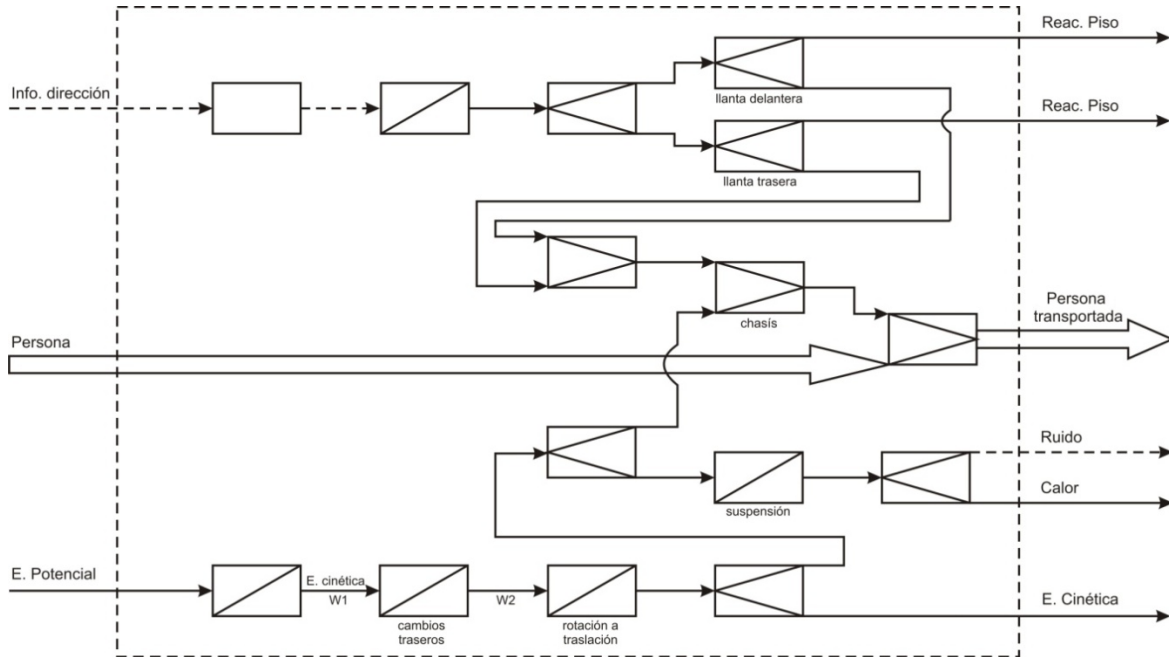 Reac. Piso
Info. dirección
llanta delantera
Reac. Piso
llanta trasera
chasís
Persona
transportada
Persona
Ruido
Calor
suspensión
E. Potencial
E. cinética
W1
W2
E. Cinética
cambios
traseros
rotación a
traslación